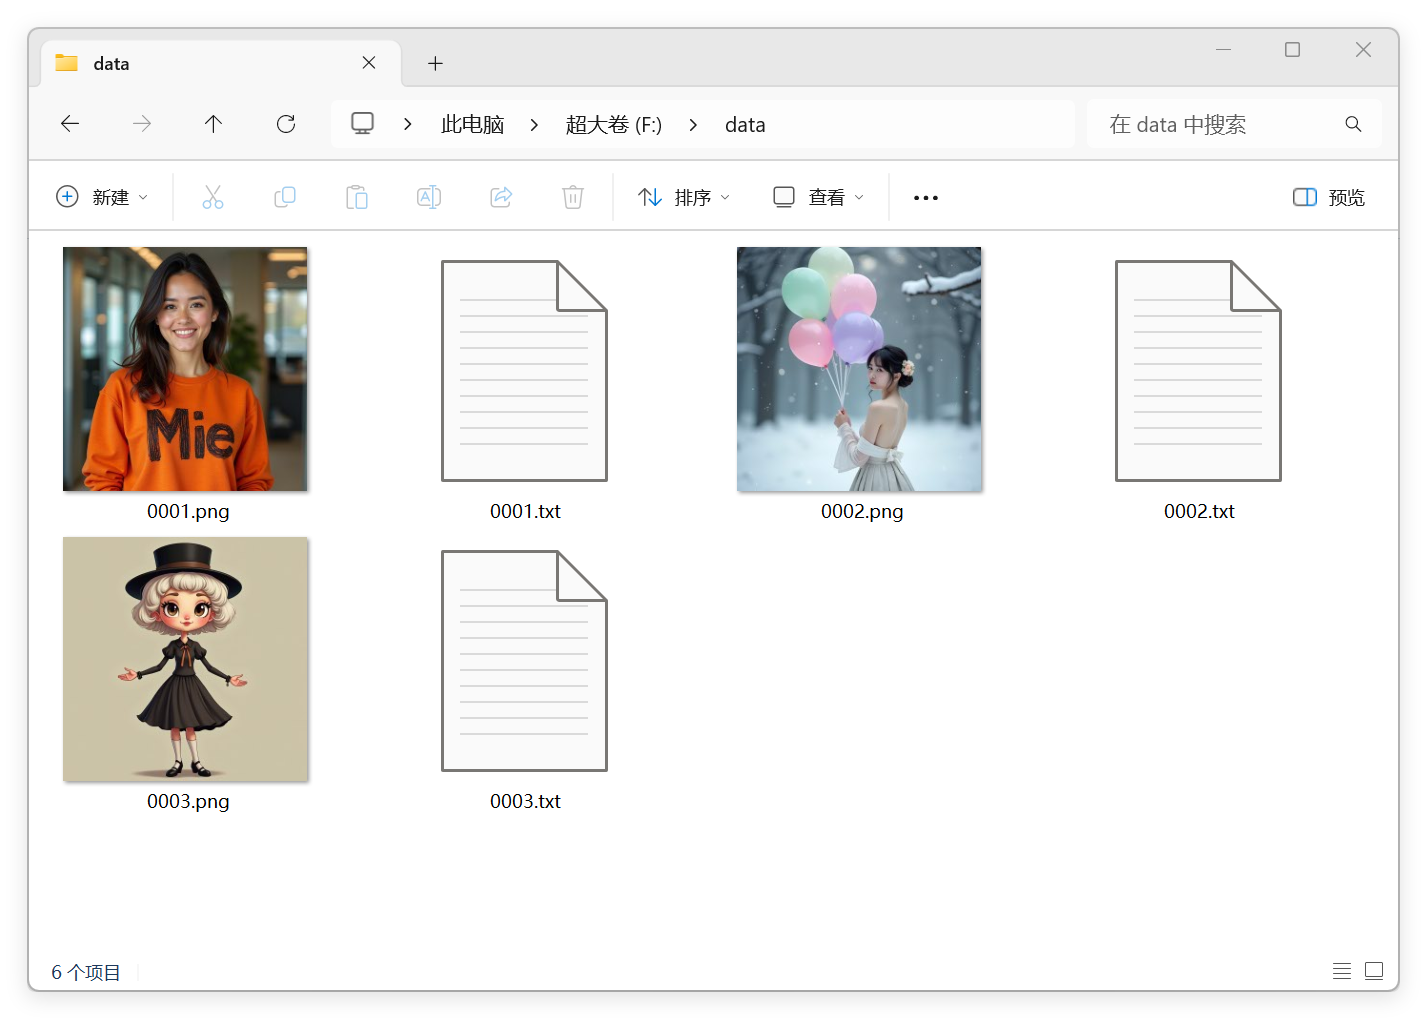 data
此电脑 超大卷 (F:) data
在 data 中搜索
新建 排序 查看 ••• 预览
Mie
0001.png 0001.txt 0002.png 0002.txt
0003.png 0003.txt
6 个项目